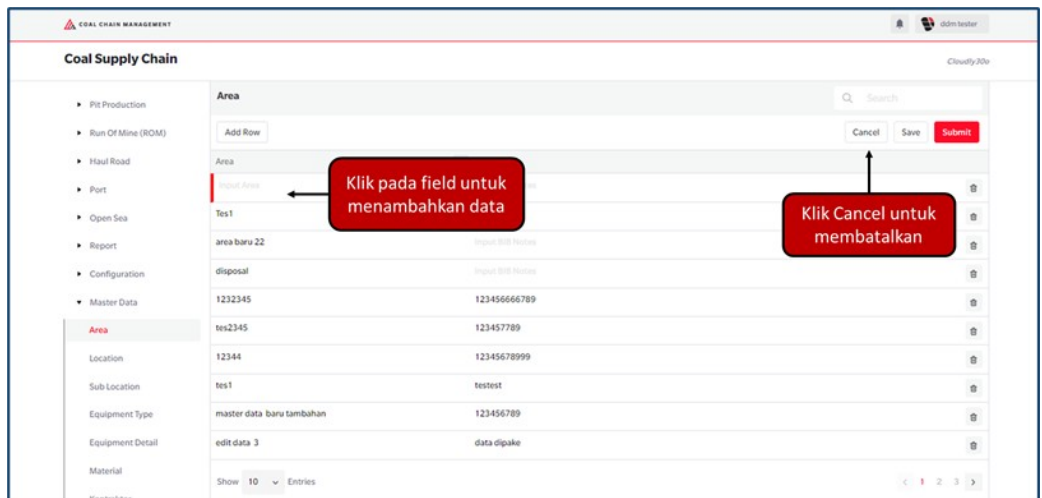 COAL CHAIN MANAGEMENT
ddm tester
Coal Supply Chain
Cloudly30o
Pit Production
Run Of Mine (ROM)
Haul Road
Port
Open Sea
Report
Configuration
Master Data
Area
Location
Sub Location
Equipment Type
Equipment Detail
Material
Area
Search
Add Row
Cancel
Save
Submit
Area
Input Area
Klik pada field untuk
menambahkan data
Klik Cancel untuk
membatalkan
Tes1
area baru 22
Input BIB Notes
disposal
Input BIB Notes
1232345
123456666789
tes2345
123457789
12344
12345678999
tes1
testest
master data baru tambahan
123456789
edit data 3
data dipake
Show 10 Entries
1 2 3